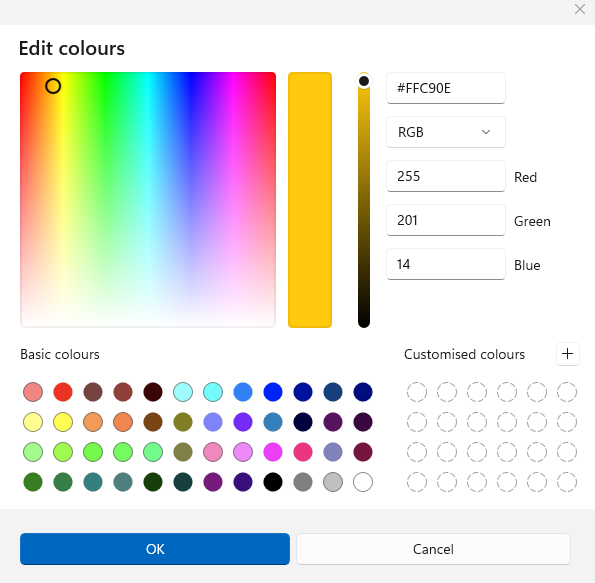 Edit colours
#FFC90E
RGB
255 Red
201 Green
14 Blue
Basic colours
Customised colours
OK
Cancel